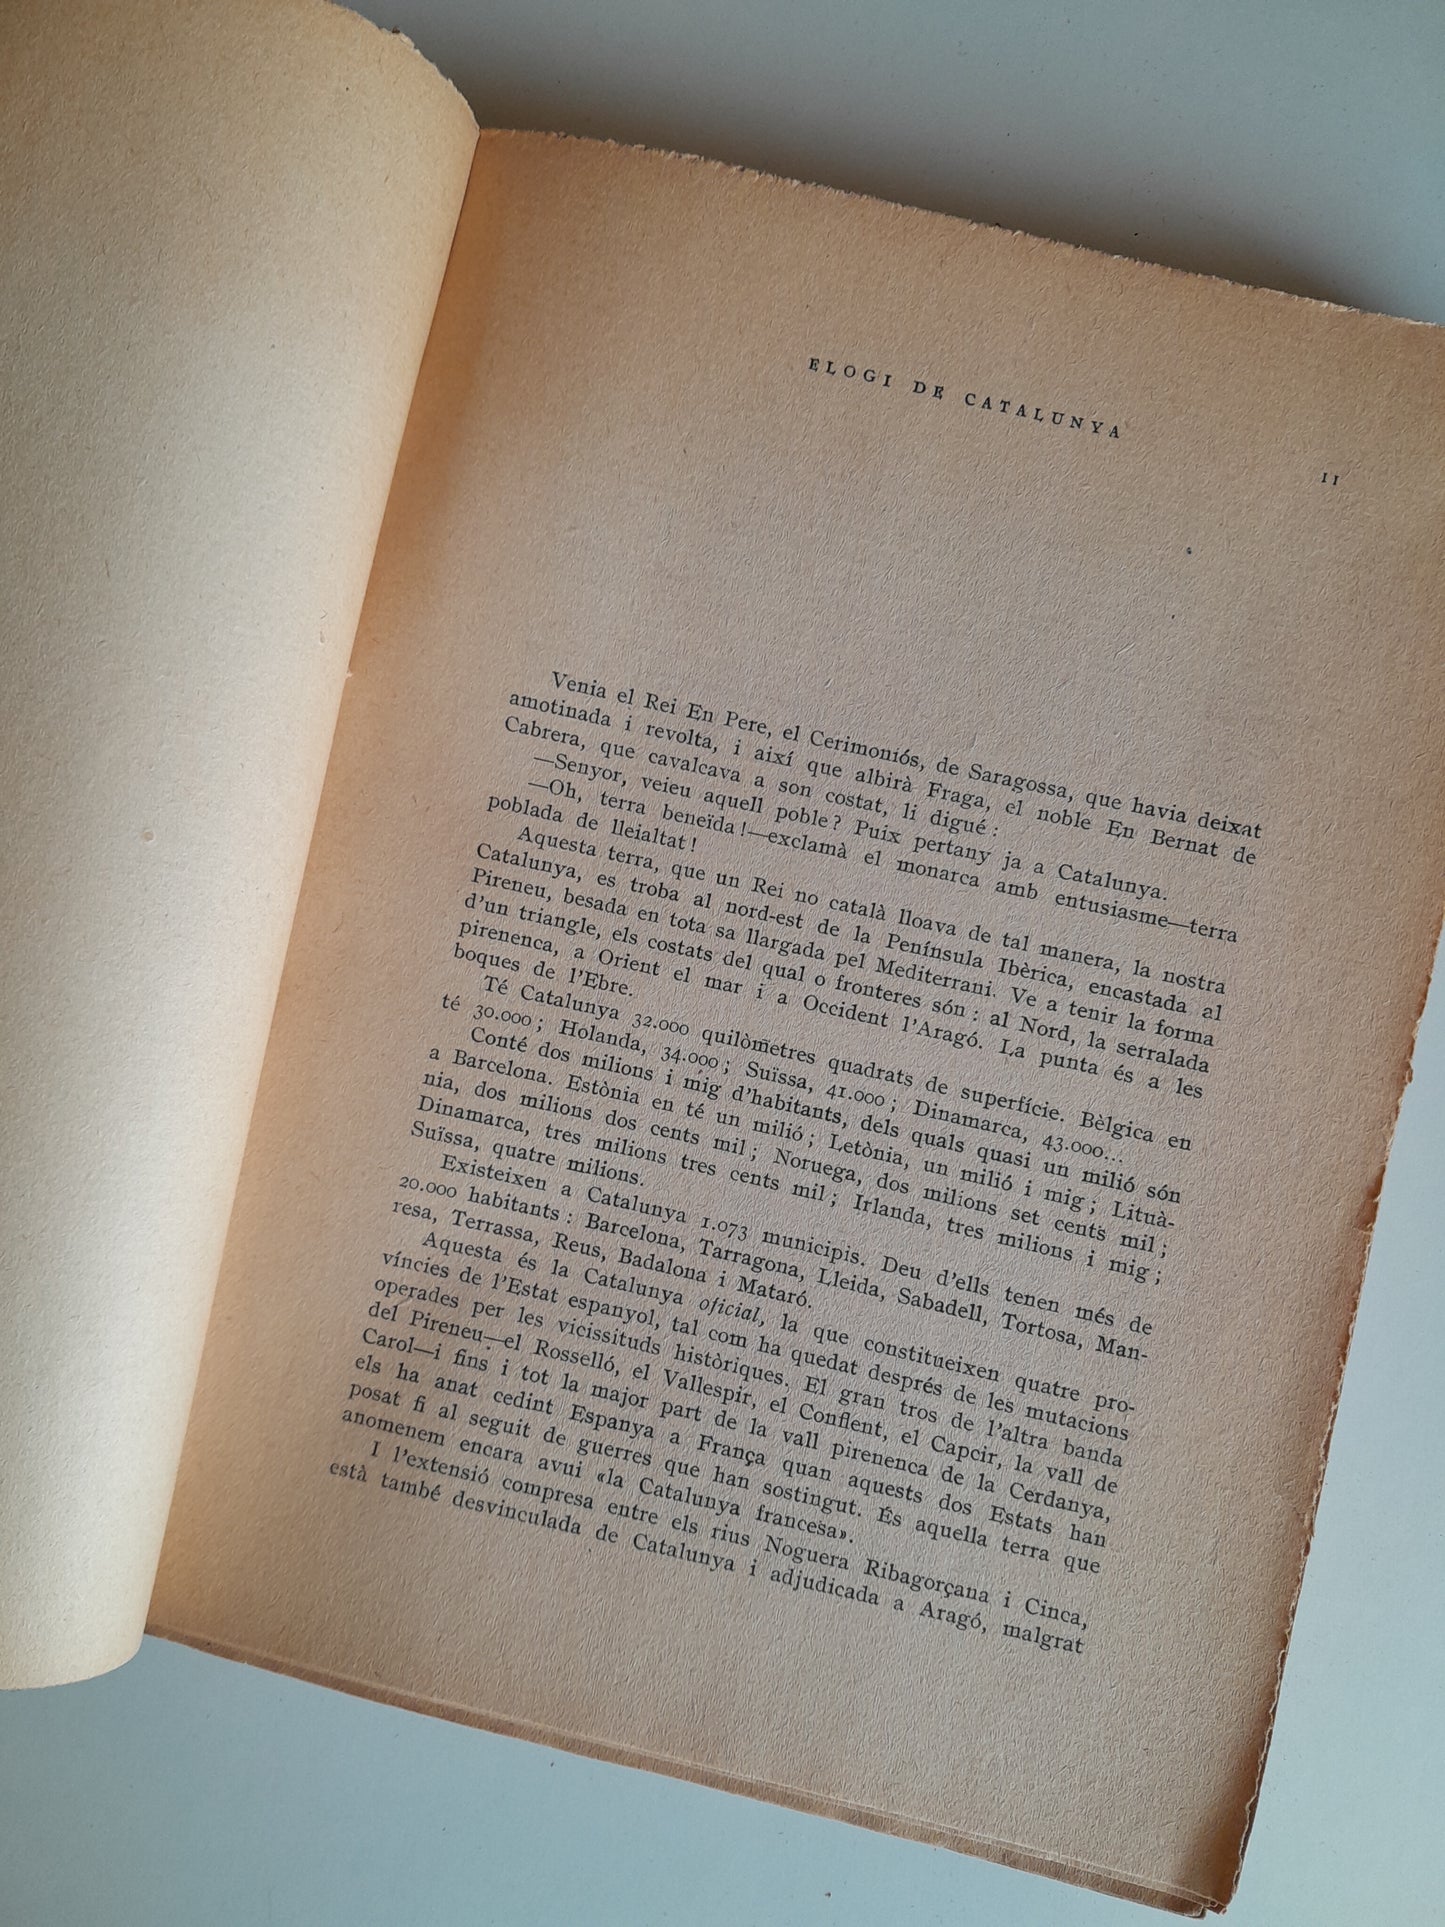 ELOGI DE CATALUNYA
11
Venia el Rei En Pere, el Cerimoniós, de Saragossa, que havia deixat
amotinada i revolta, i així que albirà Fraga, el noble En Bernat de
Cabrera, que cavalcava a son costat, li digué:
—Senyor, veieu aquell poble? Puix pertany ja a Catalunya.
—Oh, terra beneïda!—exclamà el monarca amb entusiasme—terra
poblada de lleialtat!
Aquesta terra, que un Rei no català lloava de tal manera, la nostra
Catalunya, es troba al nord-est de la Península Ibèrica, encastada al
Pireneu, besada en tota sa llargada pel Mediterrani. Ve a tenir la forma
d'un triangle, els costats del qual o fronteres són: al Nord, la serralada
pirenenca, a Orient el mar i a Occident l'Aragó. La punta és a les
boques de l'Ebre.
Té Catalunya 32.000 quilòmetres quadrats de superfície. Bèlgica en
té 30.000; Holanda, 34.000; Suïssa, 41.000; Dinamarca, 43.000...
Conté dos milions i mig d'habitants, dels quals quasi un milió són
a Barcelona. Estònia en té un milió; Letònia, un milió i mig; Lituà-
nia, dos milions dos cents mil; Noruega, dos milions set cents mil;
Dinamarca, tres milions tres cents mil; Irlanda, tres milions i mig;
Suïssa, quatre milions.
Existeixen a Catalunya 1.073 municipis. Deu d'ells tenen més de
20.000 habitants: Barcelona, Tarragona, Lleida, Sabadell, Tortosa, Man-
resa, Terrassa, Reus, Badalona i Mataró.
Aquesta és la Catalunya oficial, la que constitueixen quatre pro-
víncies de l'Estat espanyol, tal com ha quedat després de les mutacions
operades per les vicissituds històriques. El gran tros de l'altra banda
del Pireneu—el Rosselló, el Vallespir, el Conflent, el Capcir, la vall de
Carol—i fins i tot la major part de la vall pirenenca de la Cerdanya,
els ha anat cedint Espanya a França quan aquests dos Estats han
posat fi al seguit de guerres que han sostingut. És aquella terra que
anomenem encara avui «la Catalunya francesa».
I l'extensió compresa entre els rius Noguera Ribagorçana i Cinca,
està també desvinculada de Catalunya i adjudicada a Aragó, malgrat